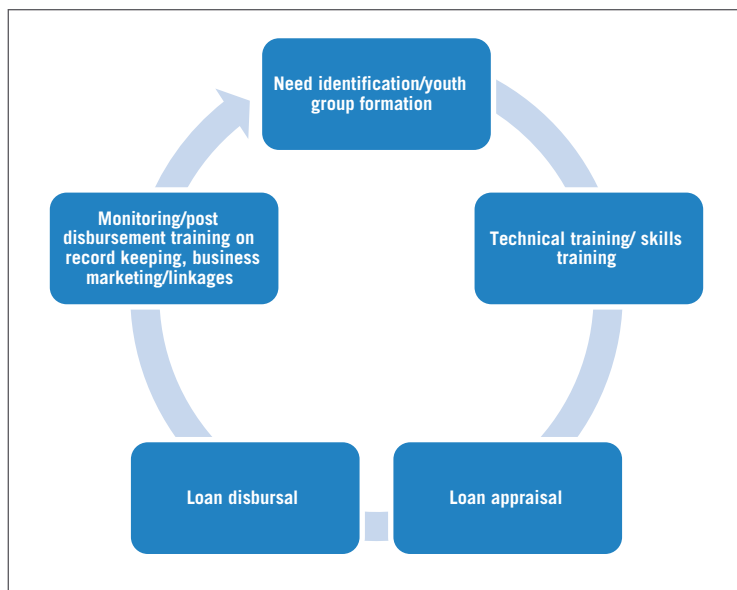 Need identification/youth
group formation
Technical training/ skills
training
Loan appraisal
Loan disbursal
Monitoring/post
disbursement training on
record keeping, business
marketing/linkages